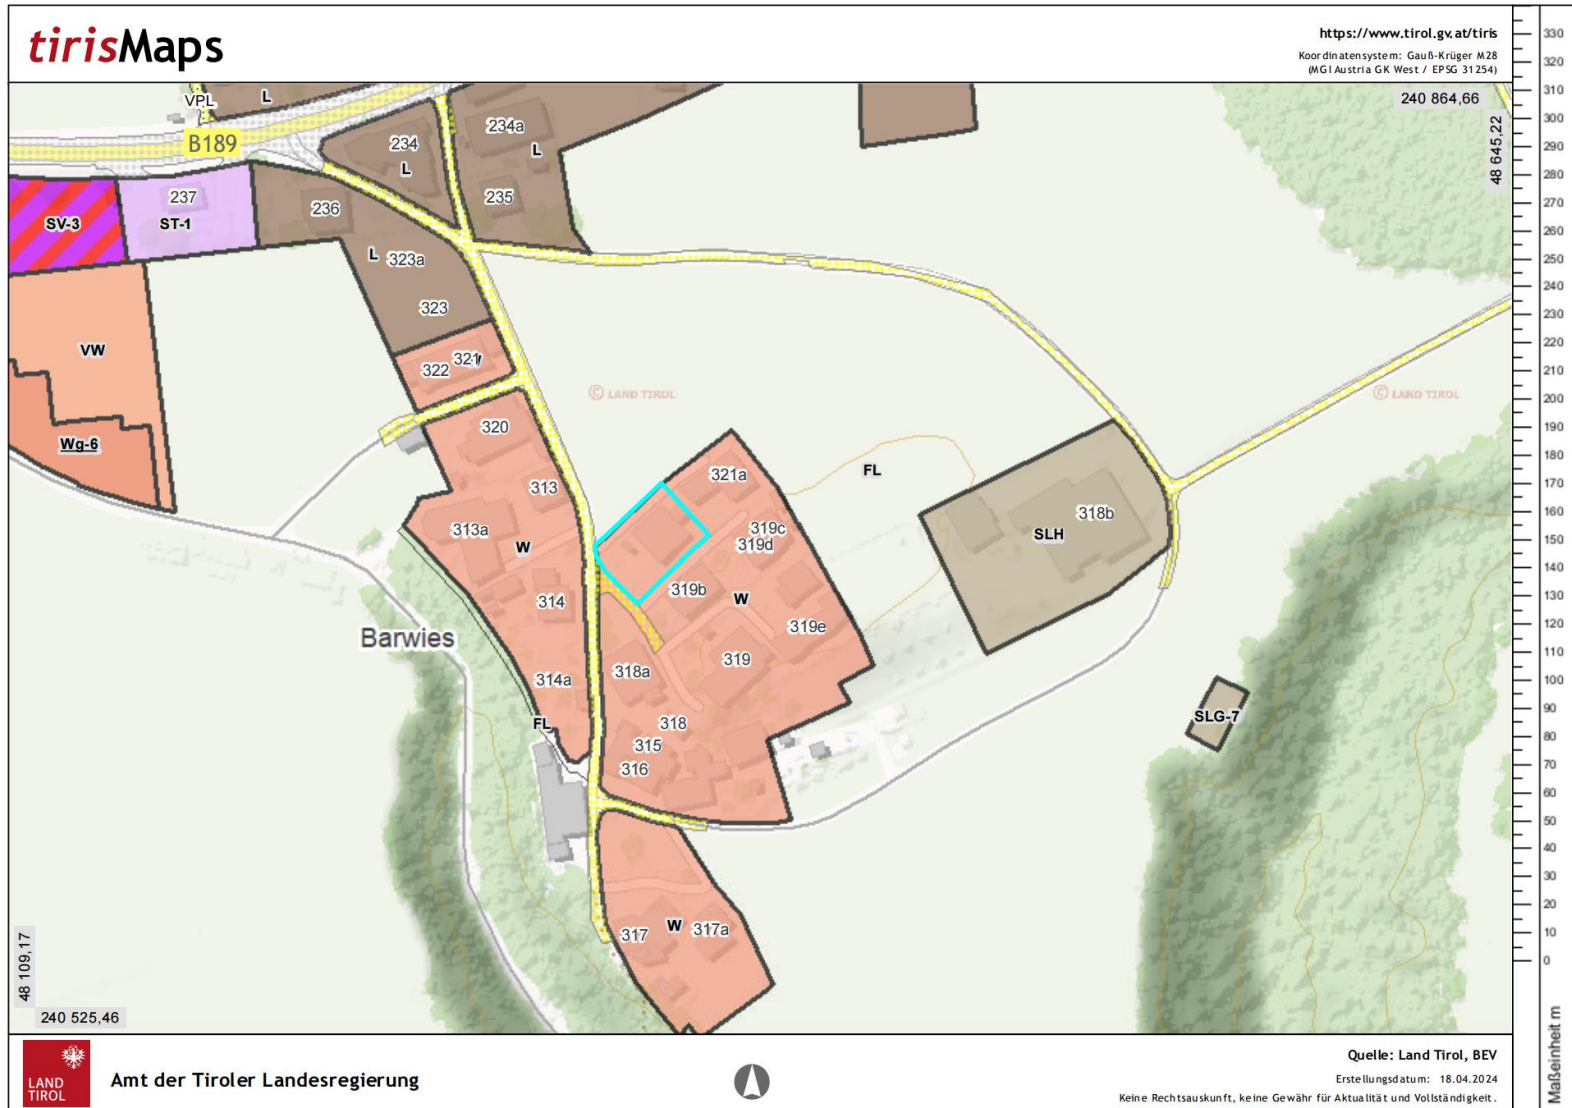 tirisMaps
https://www.tirol.gv.at/tiris
Koordinatensystem: Gauß-Krüger M28
(MGI Austria GK West / EPSG 31254)
240 864,66
48 645,22
VPL
L
B189
234
L
234a
L
235
237
ST-1
SV-3
236
L
323a
323
VW
322
321
Wg-6
320
© LAND TIROL
© LAND TIROL
313
313a
W
321a
FL
319c
319d
318b
SLH
314
319b
W
319e
Barwies
318a
319
314a
FL
318
315
316
SLG-7
317
W
317a
48 109,17
240 525,46
330
320
310
300
290
280
270
260
250
240
230
220
210
200
190
180
170
160
150
140
130
120
110
100
90
80
70
60
50
40
30
20
10
0
Maßeinheit m
LAND
TIROL
Amt der Tiroler Landesregierung
Quelle: Land Tirol, BEV
Erstellungsdatum: 18.04.2024
Keine Rechtsauskunft, keine Gewähr für Aktualität und Vollständigkeit.